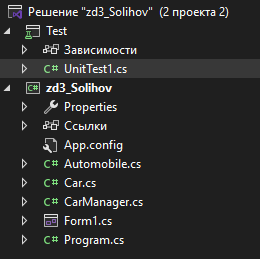 Решение "zd3_Solihov" (2 проекта 2)
Test
Зависимости
C# UnitTest1.cs
C# zd3_Solihov
Properties
Ссылки
App.config
C# Automobile.cs
C# Car.cs
C# CarManager.cs
Form1.cs
C# Program.cs